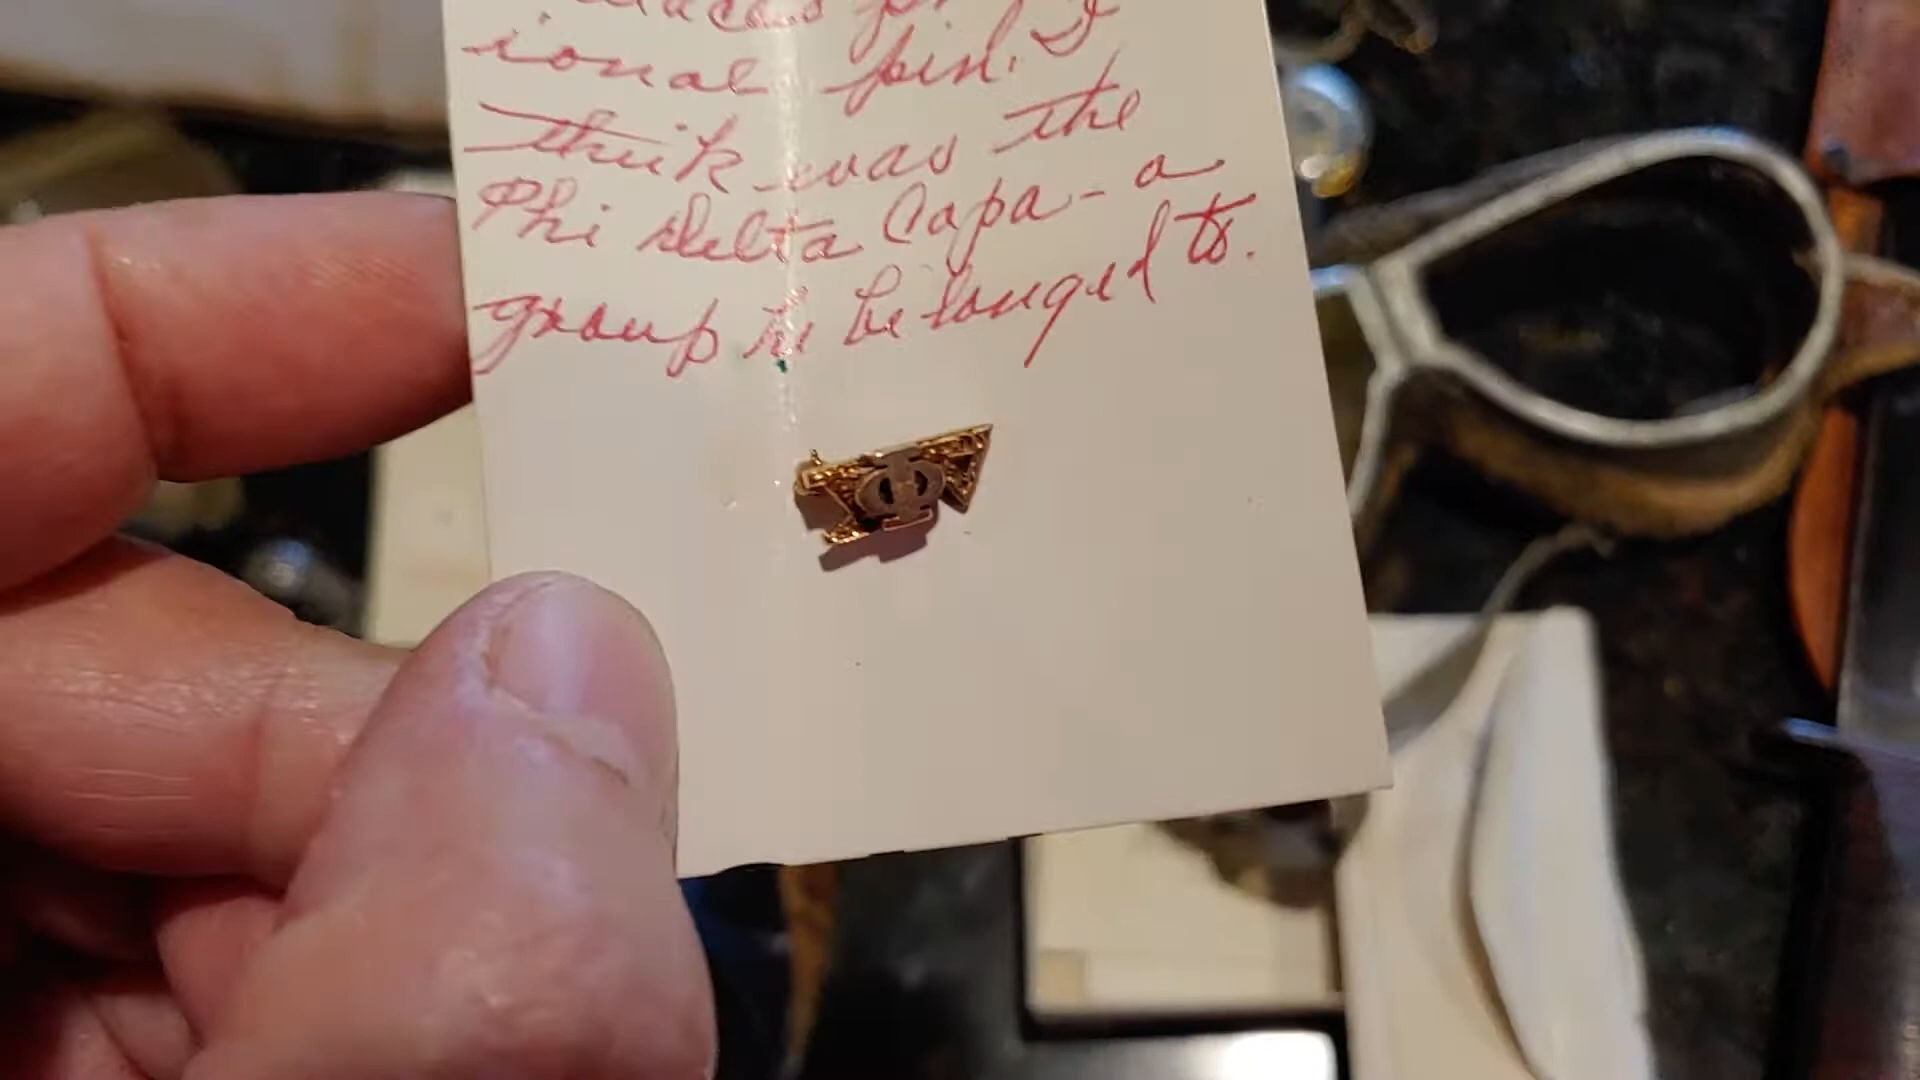 ional pin. I
think was the
Phi Delta Capa - a
group he belonged to.
Φ